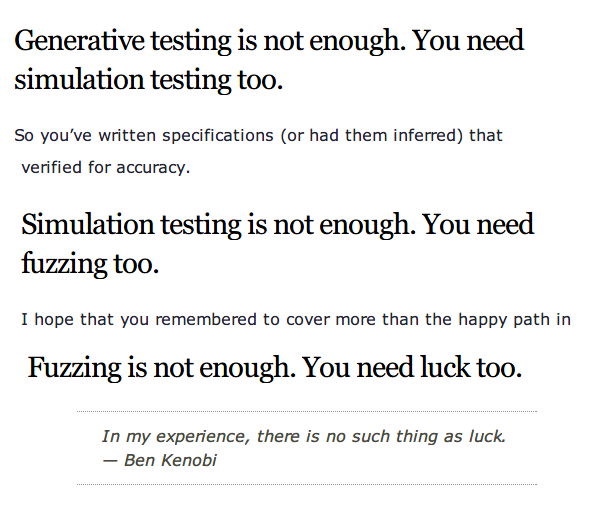 Generative testing is not enough. You need
simulation testing too.
So you’ve written specifications (or had them inferred) that
verified for accuracy.
Simulation testing is not enough. You need
fuzzing too.
I hope that you remembered to cover more than the happy path in
Fuzzing is not enough. You need luck too.
In my experience, there is no such thing as luck.
— Ben Kenobi